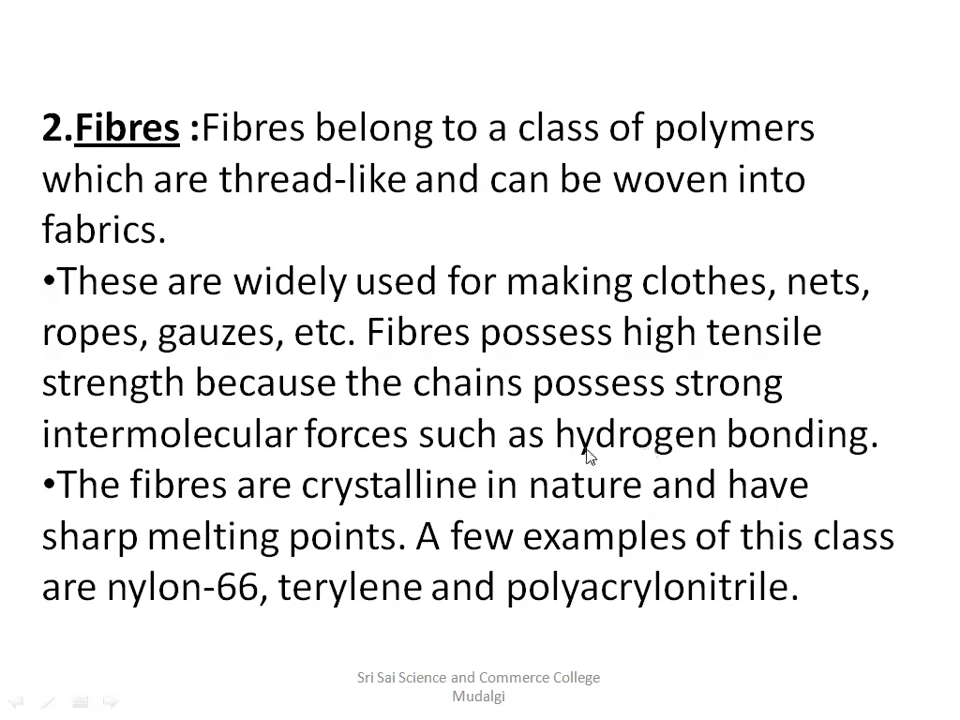 2.Fibres :Fibres belong to a class of polymers
which are thread-like and can be woven into
fabrics.
•These are widely used for making clothes, nets,
ropes, gauzes, etc. Fibres possess high tensile
strength because the chains possess strong
intermolecular forces such as hydrogen bonding.
•The fibres are crystalline in nature and have
sharp melting points. A few examples of this class
are nylon-66, terylene and polyacrylonitrile.
Sri Sai Science and Commerce College
Mudalgi